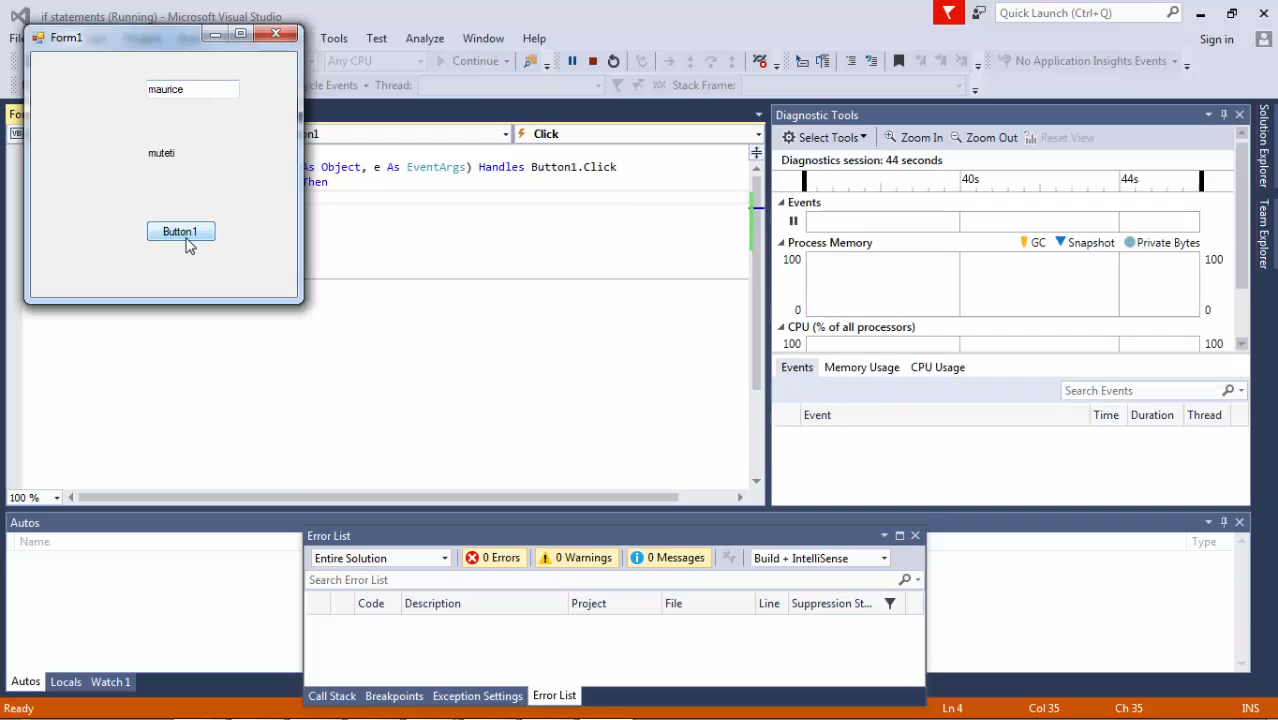 if statements (Running) - Microsoft Visual Studio
Quick Launch (Ctrl+Q)
Form1
Tools Test Analyze Window Help
Sign in
Any CPU Continue No Application Insights Events
Thread: Stack Frame:
maurice
muteti
Button1
Click
As Object, e As EventArgs) Handles Button1.Click
Then
Diagnostic Tools
Select Tools Zoom In Zoom Out Reset View
Diagnostics session: 44 seconds
40s 44s
Events
Process Memory GC Snapshot Private Bytes
100 100
0 0
CPU (% of all processors)
100 100
Events Memory Usage CPU Usage
Search Events
Event Time Duration Thread
Solution Explorer
Team Explorer
100 %
Autos
Name Type
Error List
Entire Solution 0 Errors 0 Warnings 0 Messages Build + IntelliSense
Search Error List
Code Description Project File Line Suppression St...
Autos Locals Watch 1
Call Stack Breakpoints Exception Settings Error List
Ready Ln 4 Col 35 Ch 35 INS